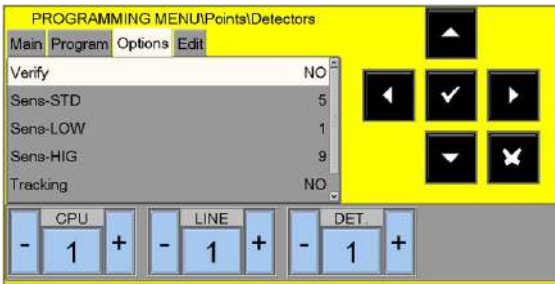 PROGRAMMING MENU\Points\Detectors
Main Program Options Edit
Verify NO
Sens-STD 5
Sens-LOW 1
Sens-HIG 9
Tracking NO
CPU LINE DET.
- 1 + - 1 + - 1 +